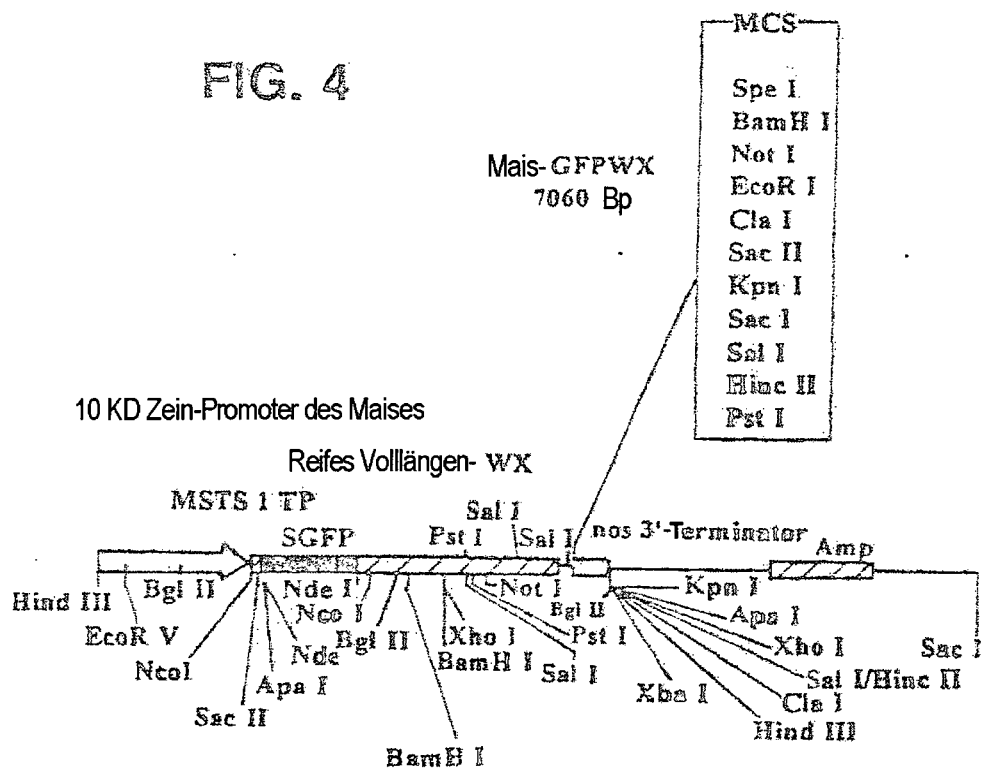 FIG. 4
MCS
Spe I
BamH I
Not I
EcoR I
Cla I
Sac II
Kpn I
Sac I
Sal I
Hinc II
Pst I
Mais- GFPWX
7060 Bp
10 KD Zein-Promoter des Maises
Reifes Volllängen- WX
MSTS 1 TP
SGFP
Pst I
Sal I
Sal I
nos 3'-Terminator
Amp
Hind III
Bgl II
EcoR V
NcoI
Sac II
Apa I
Nde
Nde I
Nco I
Bgl II
BamH I
Xho I
BamH I
Not I
Pst I
Sal I
Bgl II
Xba I
Kpn I
Apa I
Xho I
Sal I/Hinc II
Cla I
Hind III
Sac I